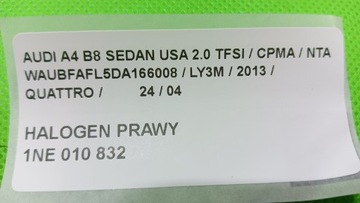 AUDI A4 B8 SEDAN USA 2.0 TFSI / CPMA / NTA
WAUBFAFL5DA166008 / LY3M / 2013 /
QUATTRO / 24 / 04
HALOGEN PRAWY
1NE 010 832